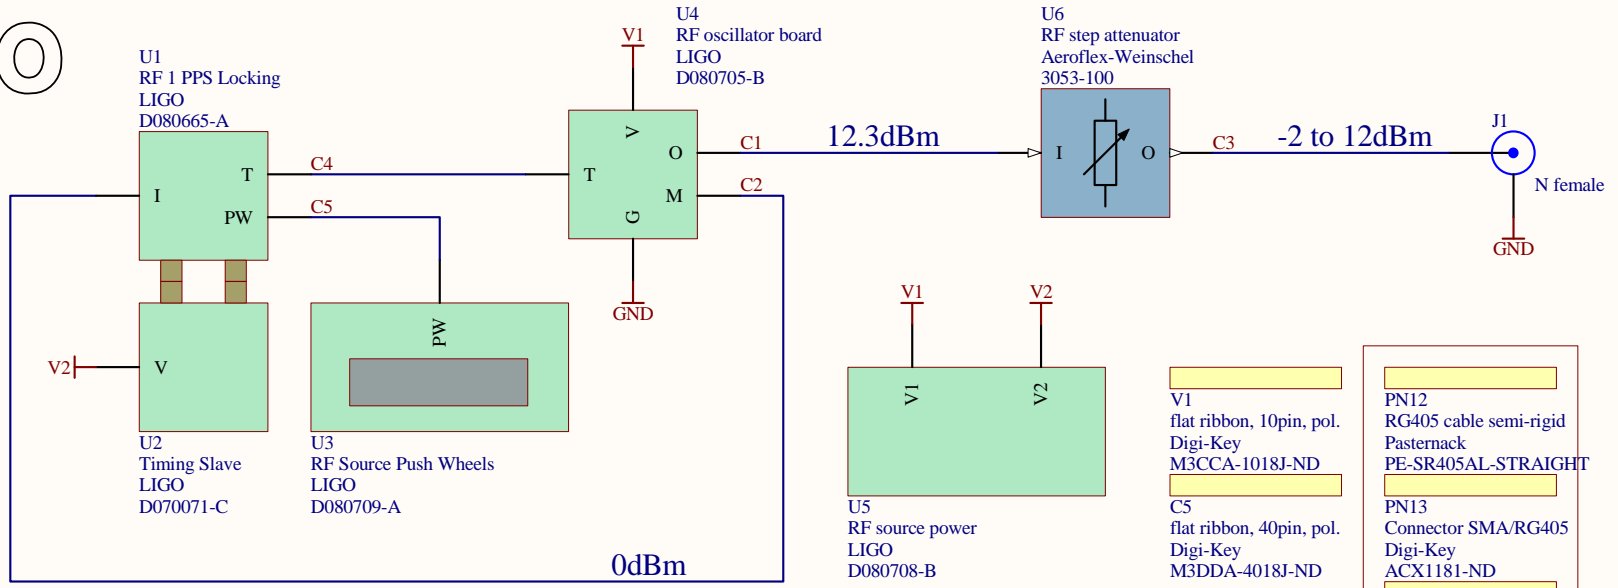 O
U1
RF 1 PPS Locking
LIGO
D080665-A
I
T
PW
C4
C5
V1
U4
RF oscillator board
LIGO
D080705-B
V
T
O
M
G
GND
C1
C2
12.3dBm
U6
RF step attenuator
Aeroflex-Weinschel
3053-100
I
O
C3
-2 to 12dBm
J1
N female
GND
V2
V
U2
Timing Slave
LIGO
D070071-C
PW
U3
RF Source Push Wheels
LIGO
D080709-A
0dBm
V1
V2
V1
V2
U5
RF source power
LIGO
D080708-B
V1
flat ribbon, 10pin, pol.
Digi-Key
M3CCA-1018J-ND
C5
flat ribbon, 40pin, pol.
Digi-Key
M3DDA-4018J-ND
PN12
RG405 cable semi-rigid
Pasternack
PE-SR405AL-STRAIGHT
PN13
Connector SMA/RG405
Digi-Key
ACX1181-ND